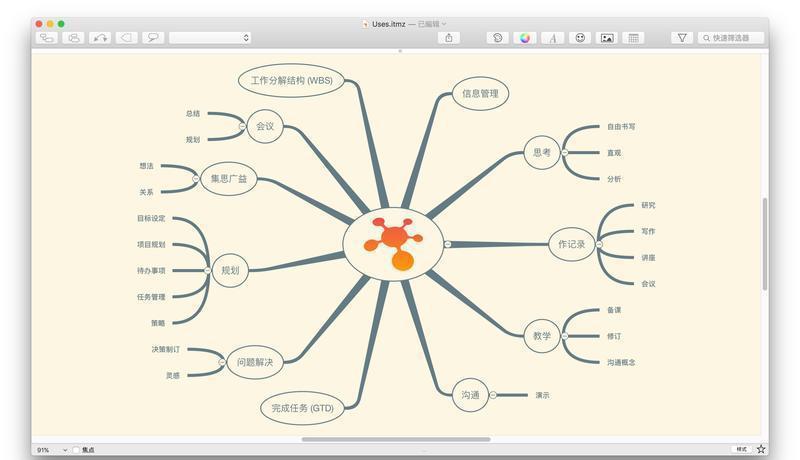 Uses.itmz — 已编辑
快速筛选器
工作分解结构 (WBS)
信息管理
总结
会议
规划
自由书写
思考
直观
分析
想法
集思广益
关系
目标设定
项目规划
规划
待办事项
任务管理
策略
研究
写作
作记录
讲座
会议
备课
教学
修订
沟通概念
决策制订
问题解决
灵感
完成任务 (GTD)
沟通
演示
91%
焦点
样式